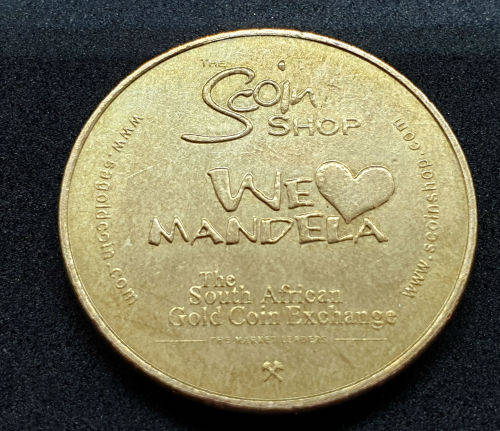 THE
Scoin
SHOP
WE
MANDELA
The
South African
Gold Coin Exchange
THE MARKET LEADERS
www.sagoldcoin.com
www.scoinshop.com